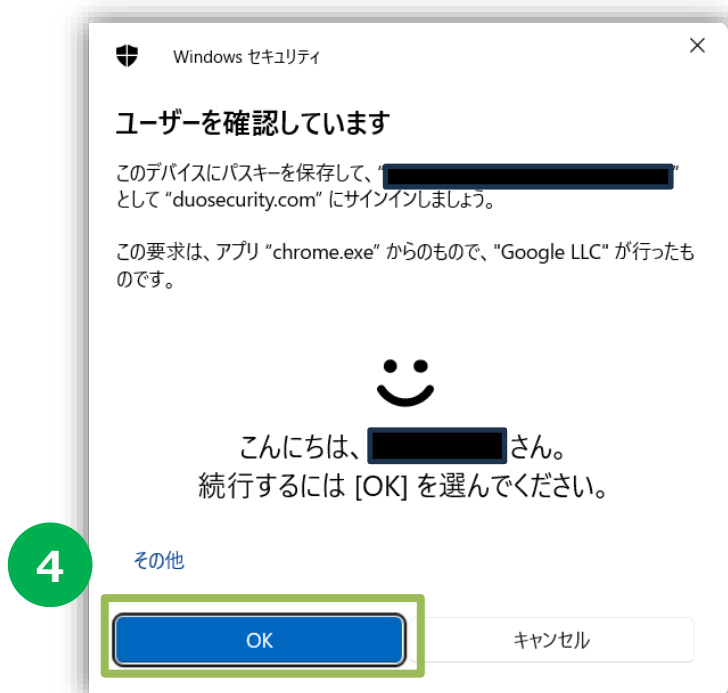 Windows セキュリティ
ユーザーを確認しています
このデバイスにパスキーを保存して、“ ”
として “duosecurity.com” にサインインしましょう。
この要求は、アプリ “chrome.exe” からのもので、"Google LLC" が行ったも
のです。
こんにちは、 さん。
続行するには [OK] を選んでください。
その他
4
OK
キャンセル